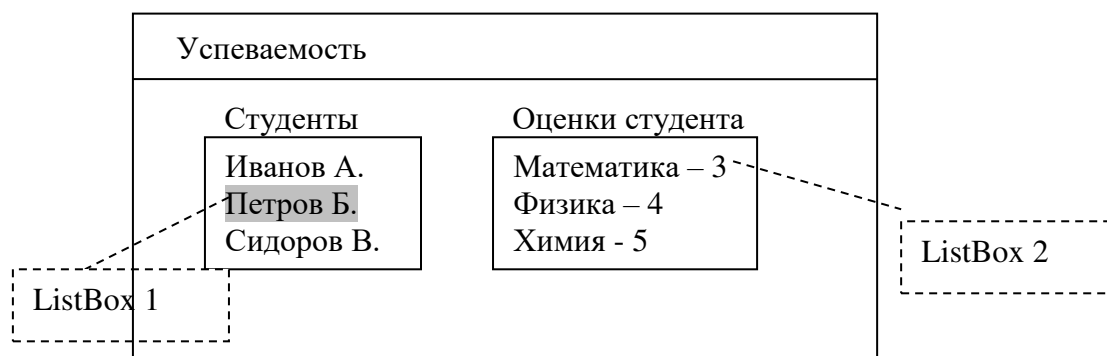 Успеваемость
Студенты
Иванов А.
Петров Б.
Сидоров В.
Оценки студента
Математика – 3
Физика – 4
Химия - 5
ListBox 1
ListBox 2